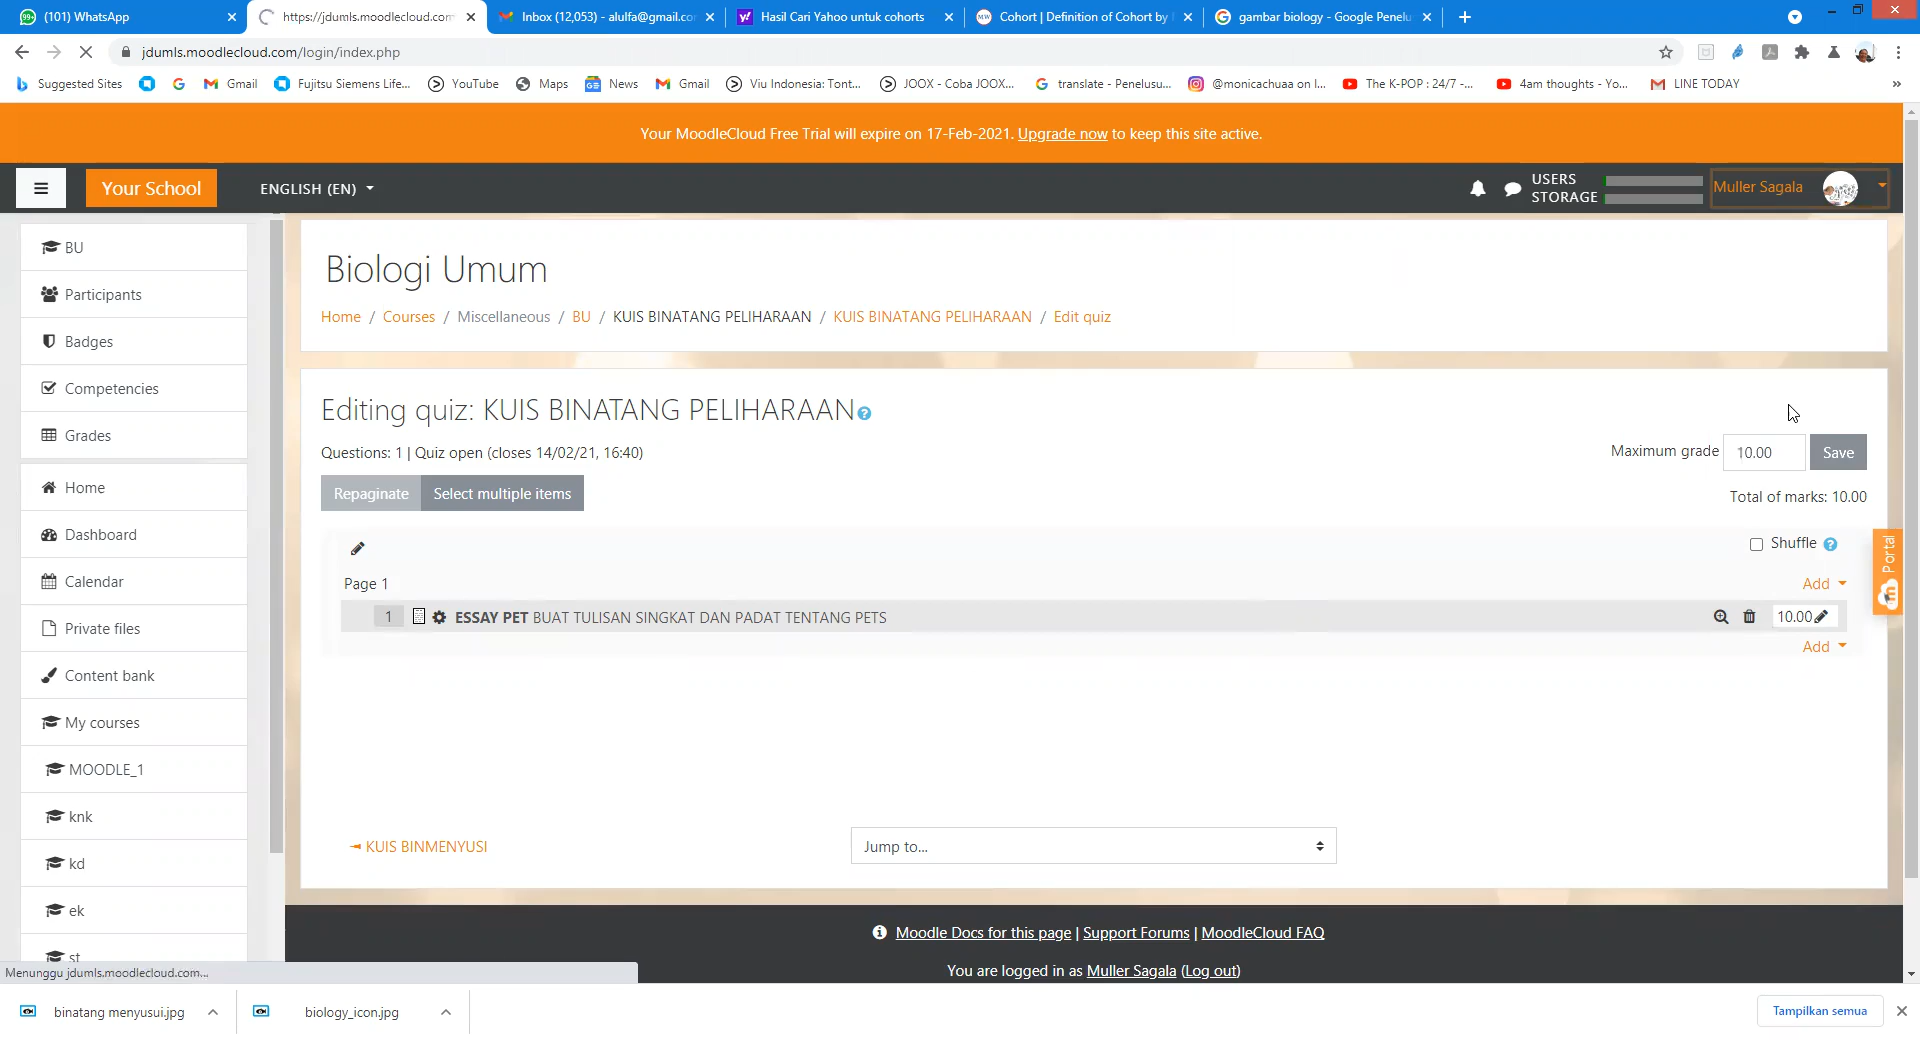 (101) WhatsApp
https://jdumls.moodlecloud.com
Inbox (12,053) - alulfa@gmail.co
Hasil Cari Yahoo untuk cohorts
Cohort | Definition of Cohort by
gambar biology - Google Penelu
jdumls.moodlecloud.com/login/index.php
Suggested Sites
Gmail
Fujitsu Siemens Life...
YouTube
Maps
News
Gmail
Viu Indonesia: Tont...
JOOX - Coba JOOX...
translate - Penelusu...
@monicachuaa on I...
The K-POP : 24/7 -...
4am thoughts - Yo...
LINE TODAY
»
Your MoodleCloud Free Trial will expire on 17-Feb-2021. Upgrade now to keep this site active.
Your School
ENGLISH (EN)
USERS
STORAGE
Muller Sagala
BU
Participants
Badges
Competencies
Grades
Home
Dashboard
Calendar
Private files
Content bank
My courses
MOODLE_1
knk
kd
ek
st
Biologi Umum
Home / Courses / Miscellaneous / BU / KUIS BINATANG PELIHARAAN / KUIS BINATANG PELIHARAAN / Edit quiz
Editing quiz: KUIS BINATANG PELIHARAAN
Questions: 1 | Quiz open (closes 14/02/21, 16:40)
Maximum grade 10.00 Save
Repaginate Select multiple items
Total of marks: 10.00
Shuffle
Page 1
Add
1 ESSAY PET BUAT TULISAN SINGKAT DAN PADAT TENTANG PETS 10.00
Add
Portal
◄ KUIS BINMENYUSI
Jump to...
Moodle Docs for this page | Support Forums | MoodleCloud FAQ
You are logged in as Muller Sagala (Log out)
Menunggu jdumls.moodlecloud.com...
binatang menyusui.jpg
biology_icon.jpg
Tampilkan semua